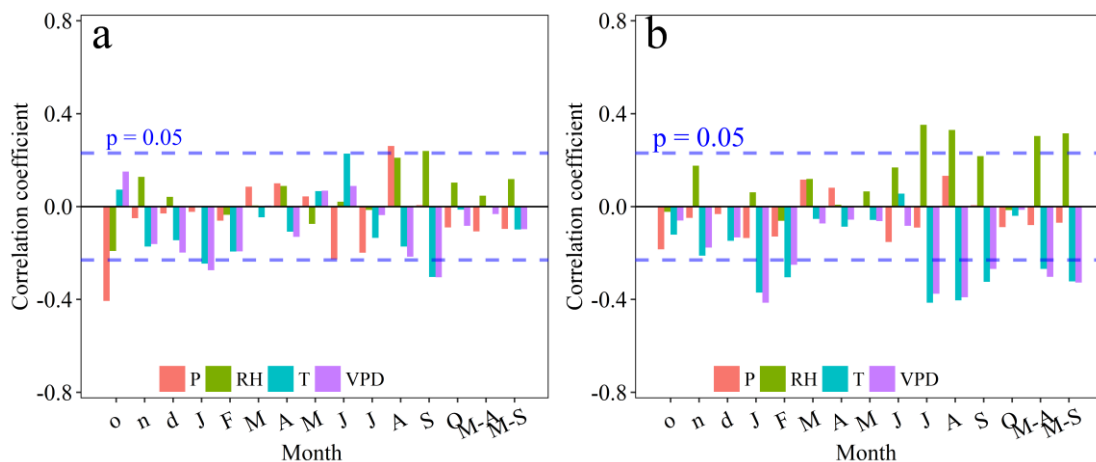 a
0.8
0.4
0.0
-0.4
-0.8
Correlation coefficient
p = 0.05
P RH T VPD
o n d J F M A M J J A S O M-A M-S
Month
b
0.8
0.4
0.0
-0.4
-0.8
Correlation coefficient
p = 0.05
P RH T VPD
o n d J F M A M J J A S O M-A M-S
Month